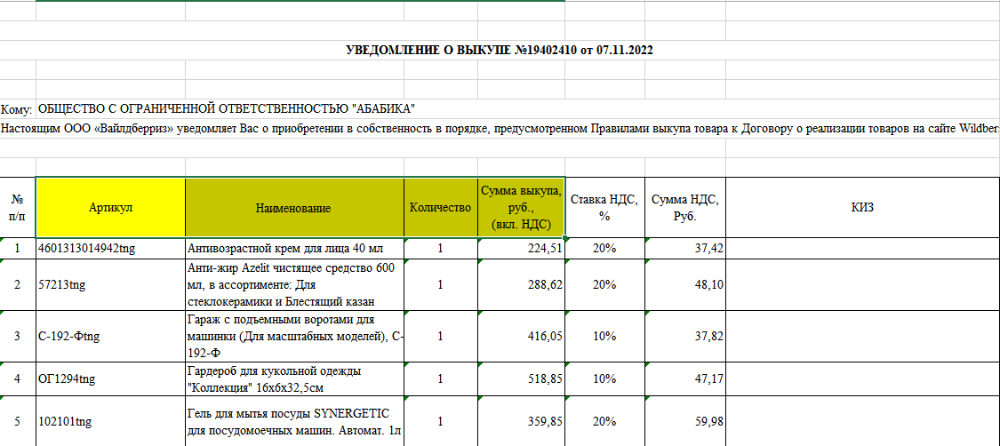 УВЕДОМЛЕНИЕ О ВЫКУПЕ №19402410 от 07.11.2022
Кому: ОБЩЕСТВО С ОГРАНИЧЕННОЙ ОТВЕТСТВЕННОСТЬЮ "АБАБИКА"
Настоящим ООО «Вайлдберриз» уведомляет Вас о приобретении в собственность в порядке, предусмотренном Правилами выкупа товара к Договору о реализации товаров на сайте Wildber
№
п/п
Артикул
Наименование
Количество
Сумма выкупа,
руб.,
(вкл. НДС)
Ставка НДС,
%
Сумма НДС,
Руб.
КИЗ
1 4601313014942tng Антивозрастной крем для лица 40 мл 1 224,51 20% 37,42
Анти-жир Azelit чистящее средство 600
2 57213tng мл, в ассортименте: Для 1 288,62 20% 48,10
стеклокерамики и Блестящий казан
Гараж с подъемными воротами для
3 С-192-Фtng машинки (Для масштабных моделей), С- 1 416,05 10% 37,82
192-Ф
Гардероб для кукольной одежды
4 ОГ1294tng 1 518,85 10% 47,17
"Коллекция" 16х6х32,5см
Гель для мытья посуды SYNERGETIC
5 102101tng 1 359,85 20% 59,98
для посудомоечных машин. Автомат. 1л